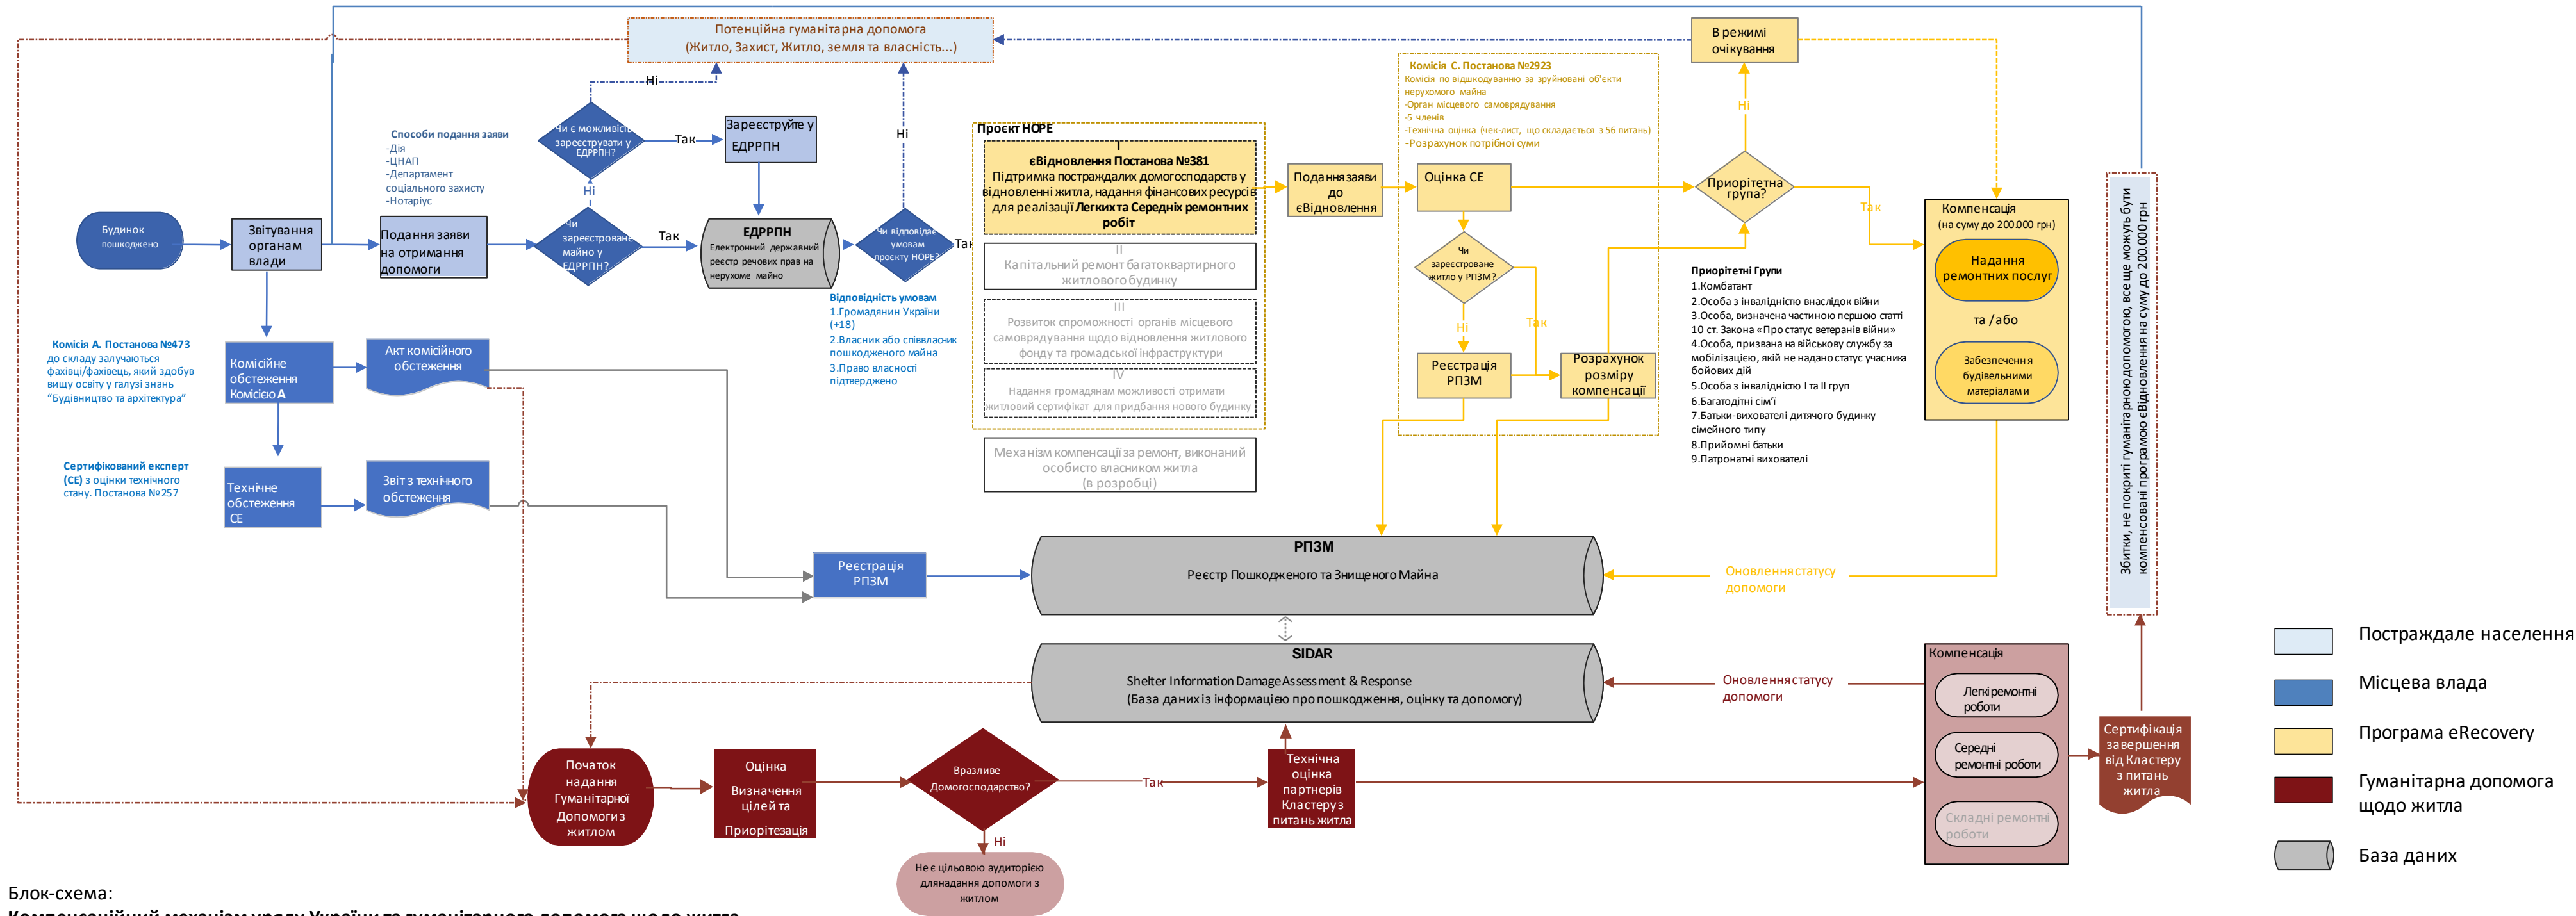 Потенційна гуманітарна допомога
(Житло, Захист, Житло, земля та власність...)
В режимі
очікування
Ні
Комісія С. Постанова №2923
Комісія по відшкодуванню за зруйновані об'єкти
нерухомого майна
-Орган місцевого самоврядування
-5 членів
-Технічна оцінка (чек-лист, що складається з 56 питань)
-Розрахунок потрібної суми
Ні
Способи подання заяви
-Дія
-ЦНАП
-Департамент
соціального захисту
-Нотаріус
Чи є можливість
зареєструвати у
ЕДРРПН?
Так
Зареєструйте у
ЕДРРПН
Ні
Ні
Проєкт HOPE
I
єВідновлення Постанова №381
Підтримка постраждалих домогосподарств у
відновленні житла, надання фінансових ресурсів
для реалізації Легких та Середніх ремонтних
робіт
II
Капітальний ремонт багатоквартирного
житлового будинку
III
Розвиток спроможності органів місцевого
самоврядування щодо відновлення житлового
фонду та громадської інфраструктури
IV
Надання громадянам можливості отримати
житловий сертифікат для придбання нового будинку
Механізм компенсації за ремонт, виконаний
особисто власником житла
(в розробці)
Подання заяви
до
єВідновлення
Оцінка СЕ
Приорітетна
група?
Так
Чи
зареєстроване
житло у РПЗМ?
Ні
Так
Реєстрація
РПЗМ
Розрахунок
розміру
компенсації
Приорітетні Групи
1.Комбатант
2.Особа з інвалідністю внаслідок війни
3.Особа, визначена частиною першою статті
10 ст. Закона «Про статус ветеранів війни»
4.Особа, призвана на військову службу за
мобілізацією, якій не надано статус учасника
бойових дій
5.Особа з інвалідністю І та ІІ груп
6.Багатодітні сім'ї
7.Батьки-вихователі дитячого будинку
сімейного типу
8.Прийомні батьки
9.Патронатні вихователі
Компенсація
(на суму до 200.000 грн)
Надання
ремонтних послуг
та /або
Забезпечення
будівельними
матеріалами
Збитки, не покриті гуманітарною допомогою, все ще можуть бути
компенсовані програмою єВідновлення на суму до 200.000 грн
Будинок
пошкоджено
Звітування
органам
влади
Подання заяви
на отримання
допомоги
Чи
зареєстроване
майно у
ЕДРРПН?
Так
ЕДРРПН
Електронний державний
реєстр речових прав на
нерухоме майно
Чи відповідає
умовам
проєкту HOPE?
Так
Відповідність умовам
1.Громадянин України
(+18)
2.Власник або співвласник
пошкодженого майна
3.Право власності
підтверджено
Комісія А. Постанова №473
до складу залучаються
фахівці/фахівець, який здобув
вищу освіту у галузі знань
"Будівництво та архітектура"
Комісійне
обстеження
Комісією А
Акт комісійного
обстеження
Сертифікований експерт
(СЕ) з оцінки технічного
стану. Постанова №257
Технічне
обстеження
СЕ
Звіт з технічного
обстеження
Реєстрація
РПЗМ
РПЗМ
Реєстр Пошкодженого та Знищеного Майна
Оновлення статусу
допомоги
SIDAR
Shelter Information Damage Assessment & Response
(База даних із інформацією про пошкодження, оцінку та допомогу)
Оновлення статусу
допомоги
Компенсація
Легкі ремонтні
роботи
Середні
ремонтні роботи
Складні ремонтні
роботи
Сертифікація
завершення
від Кластеру
з питань
житла
Початок
надання
Гуманітарної
Допомоги з
житлом
Оцінка
Визначення
цілей та
Приорітезація
Вразливе
Домогосподарство?
Так
Ні
Технічна
оцінка
партнерів
Кластеру з
питань житла
Не є цільовою аудиторією
длянадання допомоги з
житлом
Постраждале населення
Місцева влада
Програма eRecovery
Гуманітарна допомога
щодо житла
База даних
Блок-схема:
Компенсаційний механізм уряду України та гуманітарного допомога щодо житла